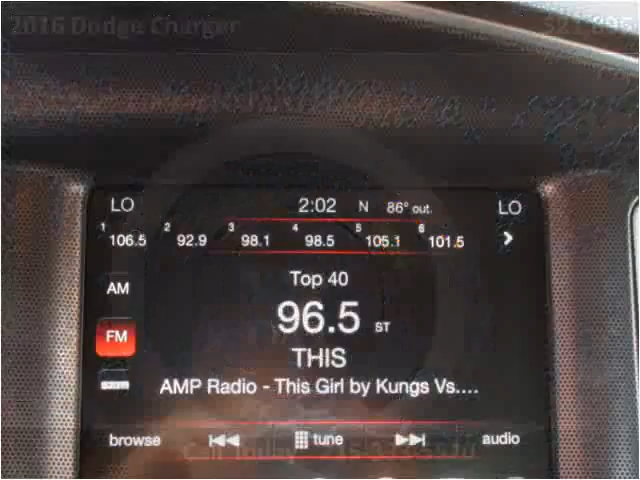 2016 Dodge Charger
LO 2:02 N 86° out. LO
1 106.5 2 92.9 3 98.1 4 98.5 5 105.1 6 101.5
Top 40
AM
96.5 ST
FM
THIS
AMP Radio - This Girl by Kungs Vs....
browse tune audio